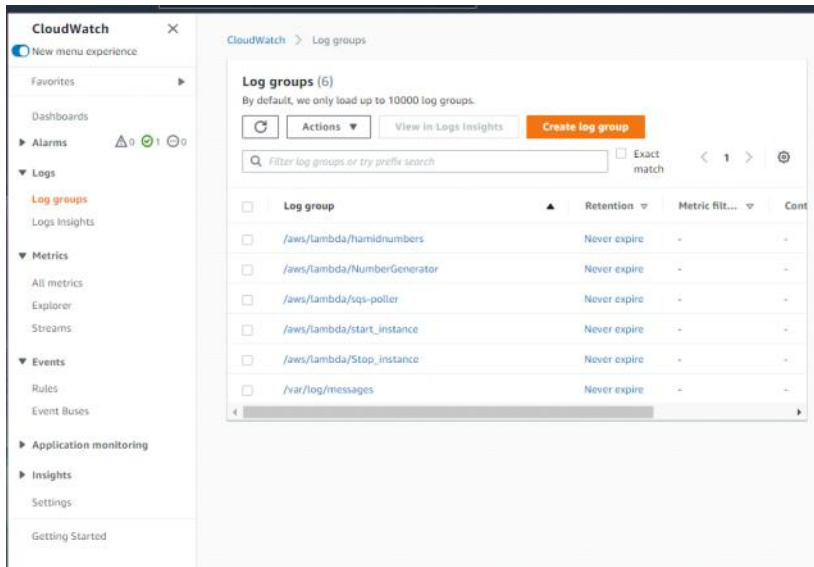 CloudWatch
New menu experience
Favorites
Dashboards
Alarms 0 1 0
Logs
Log groups
Logs Insights
Metrics
All metrics
Explorer
Streams
Events
Rules
Event Buses
Application monitoring
Insights
Settings
Getting Started
CloudWatch > Log groups
Log groups (6)
By default, we only load up to 10000 log groups.
Actions View in Logs Insights Create log group
Filter log groups or try prefix search
Exact match
1
Log group Retention Metric filt... Cont
/aws/lambda/hamidnumbers Never expire - -
/aws/lambda/NumberGenerator Never expire - -
/aws/lambda/sqs-poller Never expire - -
/aws/lambda/start_instance Never expire - -
/aws/lambda/Stop_instance Never expire - -
/var/log/messages Never expire - -